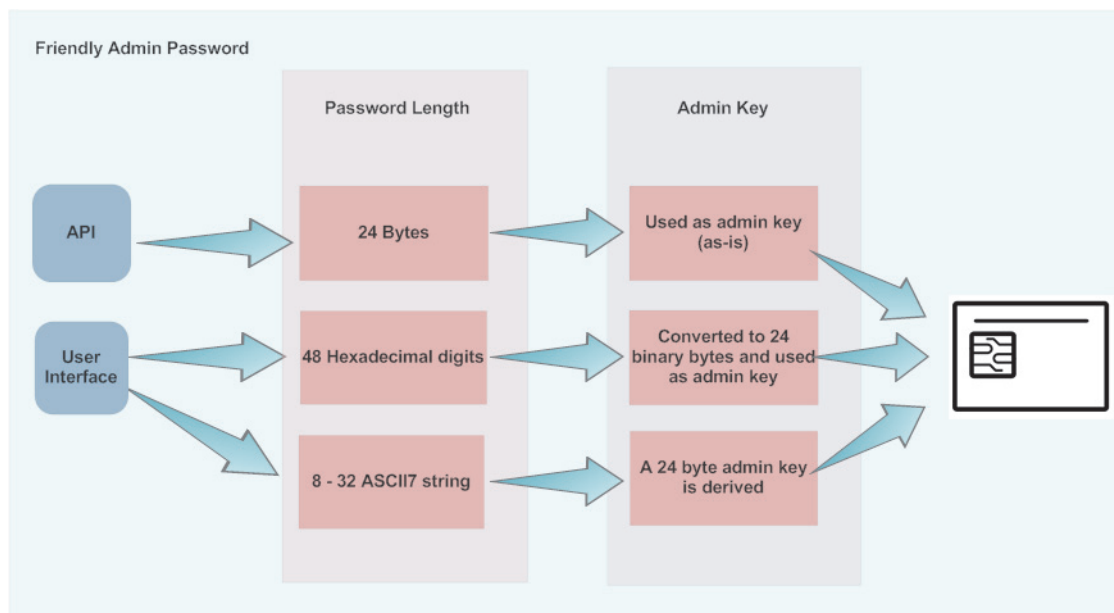 Friendly Admin Password
Password Length
Admin Key
API
24 Bytes
Used as admin key
(as-is)
User
Interface
48 Hexadecimal digits
Converted to 24
binary bytes and used
as admin key
8 - 32 ASCII7 string
A 24 byte admin key
is derived